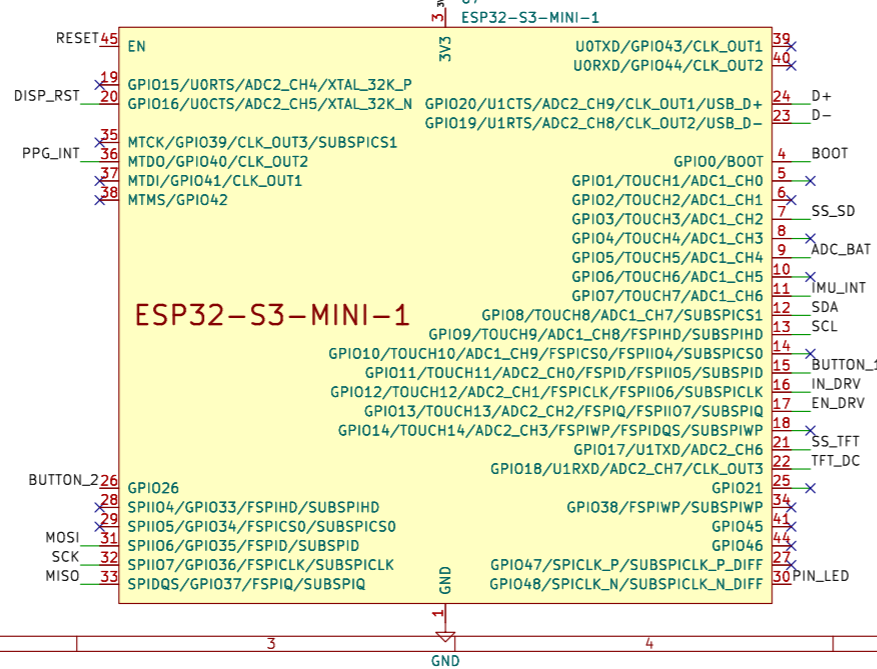 ESP32-S3-MINI-1
3
3V3
RESET 45 EN
U0TXD/GPIO43/CLK_OUT1 39
U0RXD/GPIO44/CLK_OUT2 40
19 GPIO15/U0RTS/ADC2_CH4/XTAL_32K_P
DISP_RST 20 GPIO16/U0CTS/ADC2_CH5/XTAL_32K_N
GPIO20/U1CTS/ADC2_CH9/CLK_OUT1/USB_D+ 24 D+
GPIO19/U1RTS/ADC2_CH8/CLK_OUT2/USB_D- 23 D-
35 MTCK/GPIO39/CLK_OUT3/SUBSPICS1
PPG_INT 36 MTDO/GPIO40/CLK_OUT2
GPIO0/BOOT 4 BOOT
37 MTDI/GPIO41/CLK_OUT1
GPIO1/TOUCH1/ADC1_CH0 5
38 MTMS/GPIO42
GPIO2/TOUCH2/ADC1_CH1 6
GPIO3/TOUCH3/ADC1_CH2 7 SS_SD
GPIO4/TOUCH4/ADC1_CH3 8
GPIO5/TOUCH5/ADC1_CH4 9 ADC_BAT
GPIO6/TOUCH6/ADC1_CH5 10
GPIO7/TOUCH7/ADC1_CH6 11 IMU_INT
ESP32-S3-MINI-1
GPIO8/TOUCH8/ADC1_CH7/SUBSPICS1 12 SDA
GPIO9/TOUCH9/ADC1_CH8/FSPIHD/SUBSPIHD 13 SCL
GPIO10/TOUCH10/ADC1_CH9/FSPICS0/FSPIIO4/SUBSPICS0 14
GPIO11/TOUCH11/ADC2_CH0/FSPID/FSPIIO5/SUBSPID 15 BUTTON_1
GPIO12/TOUCH12/ADC2_CH1/FSPICLK/FSPIIO6/SUBSPICLK 16 IN_DRV
GPIO13/TOUCH13/ADC2_CH2/FSPIQ/FSPIIO7/SUBSPIQ 17 EN_DRV
GPIO14/TOUCH14/ADC2_CH3/FSPIWP/FSPIDQS/SUBSPIWP 18
GPIO17/U1TXD/ADC2_CH6 21 SS_TFT
GPIO18/U1RXD/ADC2_CH7/CLK_OUT3 22 TFT_DC
BUTTON_2 26 GPIO26
GPIO21 25
28 SPIIO4/GPIO33/FSPIHD/SUBSPIHD
GPIO38/FSPIWP/SUBSPIWP 34
29 SPIIO5/GPIO34/FSPICS0/SUBSPICS0
GPIO45 41
MOSI 31 SPIIO6/GPIO35/FSPID/SUBSPID
GPIO46 44
SCK 32 SPIIO7/GPIO36/FSPICLK/SUBSPICLK
GPIO47/SPICLK_P/SUBSPICLK_P_DIFF 27
MISO 33 SPIDQS/GPIO37/FSPIQ/SUBSPIQ
GPIO48/SPICLK_N/SUBSPICLK_N_DIFF 30 PIN_LED
GND
1
3 4
GND